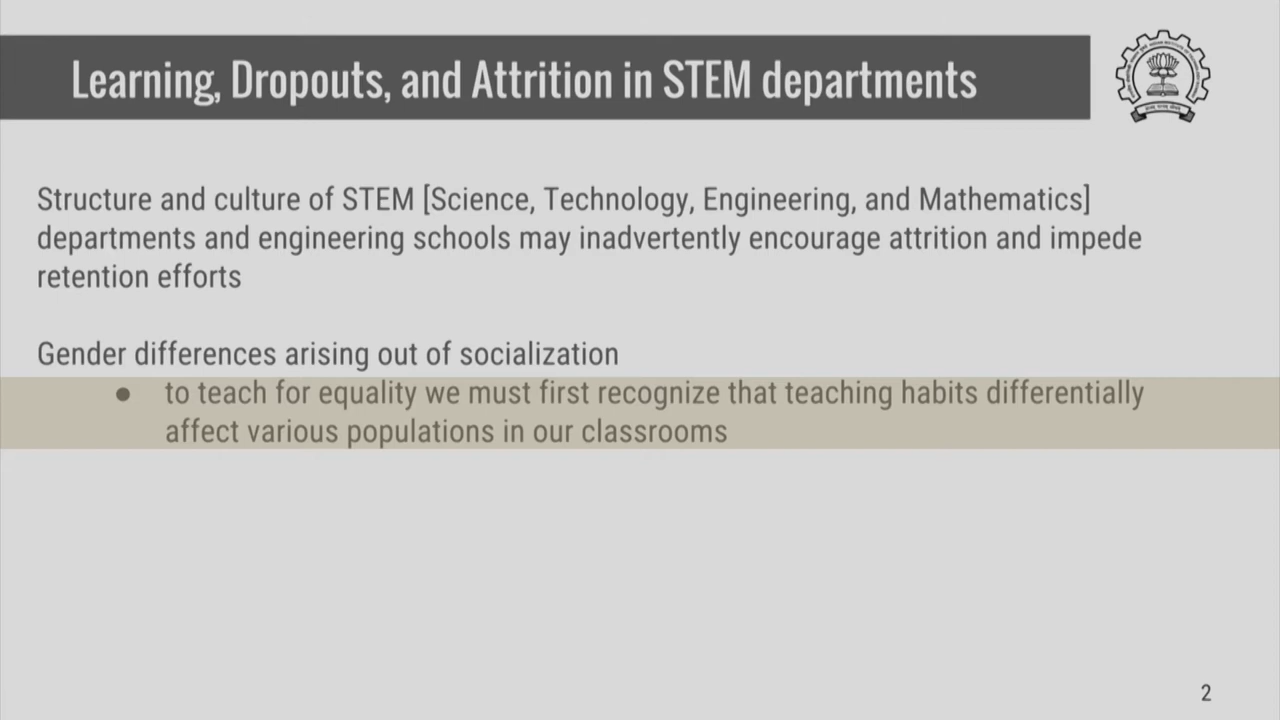 Learning, Dropouts, and Attrition in STEM departments
Structure and culture of STEM [Science, Technology, Engineering, and Mathematics]
departments and engineering schools may inadvertently encourage attrition and impede
retention efforts
Gender differences arising out of socialization
● to teach for equality we must first recognize that teaching habits differentially
affect various populations in our classrooms
2